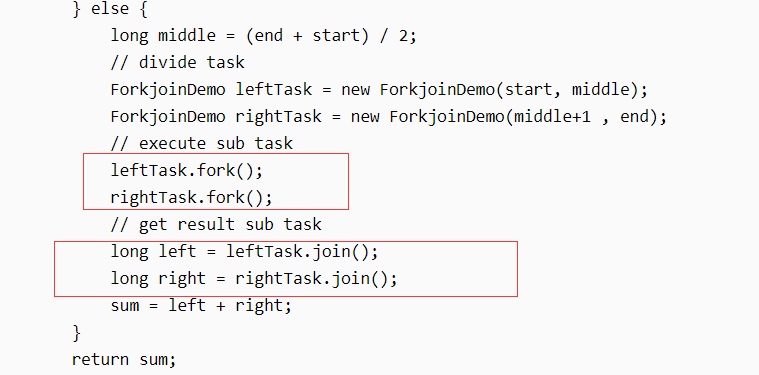 } else {
long middle = (end + start) / 2;
// divide task
ForkjoinDemo leftTask = new ForkjoinDemo(start, middle);
ForkjoinDemo rightTask = new ForkjoinDemo(middle+1 , end);
// execute sub task
leftTask.fork();
rightTask.fork();
// get result sub task
long left = leftTask.join();
long right = rightTask.join();
sum = left + right;
}
return sum;